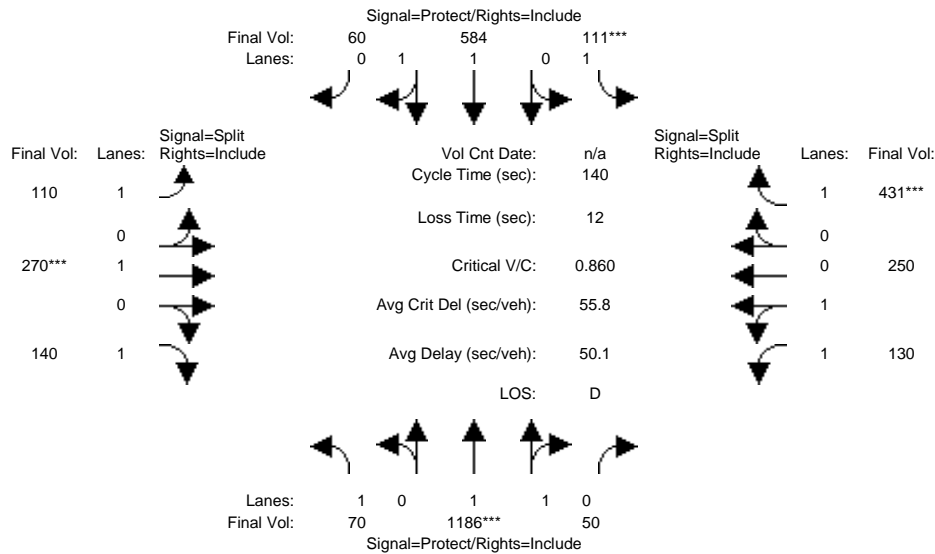 Signal=Protect/Rights=Include
Final Vol: 60 584 111***
Lanes: 0 1 1 0 1
Signal=Split
Final Vol: Lanes: Rights=Include
Vol Cnt Date: n/a
Signal=Split
Rights=Include Lanes: Final Vol:
Cycle Time (sec): 140
110 1
1 431***
Loss Time (sec): 12
0
0
270*** 1
Critical V/C: 0.860
0 250
0
Avg Crit Del (sec/veh): 55.8
1
140 1
Avg Delay (sec/veh): 50.1
1 130
LOS: D
Lanes: 1 0 1 1 0
Final Vol: 70 1186*** 50
Signal=Protect/Rights=Include